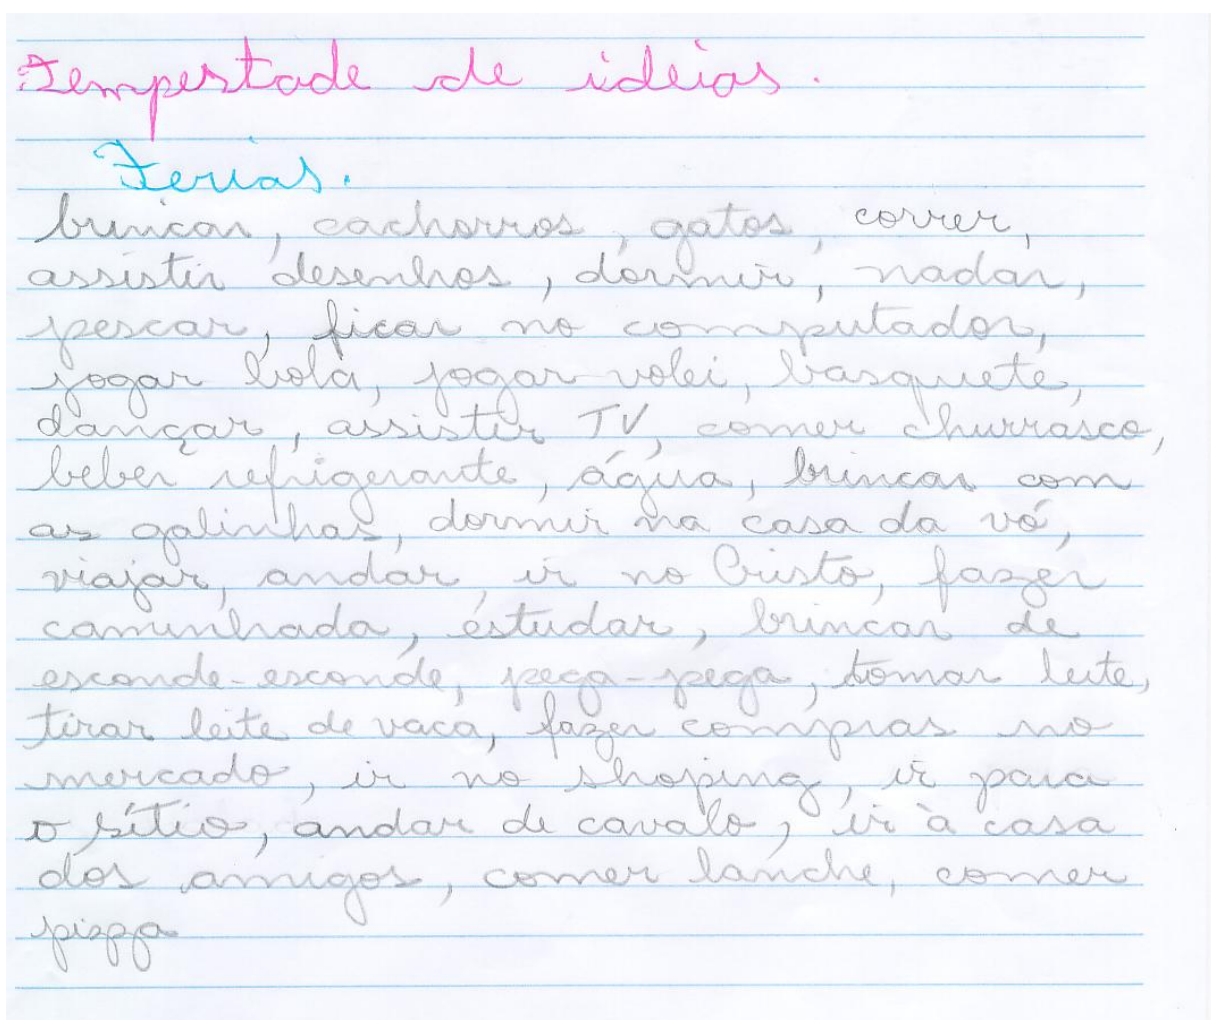 Tempestade de idéias.
Férias.
brincar, cachorros, gatos, correr,
assistir desenhos, dormir, nadar,
pescar, ficar no computador,
jogar bola, jogar volei, basquete,
dançar, assistir TV, comer churrasco,
beber refrigerante, água, brincar com
as galinhas, dormir na casa da vó,
viajar, andar, ir no Cristo, fazer
caminhada, estudar, brincar de
esconde-esconde, pega-pega, tomar leite,
tirar leite de vaca, fazer compras no
mercado, ir no shoping, ir para
o sítio, andar de cavalo, ir à casa
dos amigos, comer lanche, comer
pizza